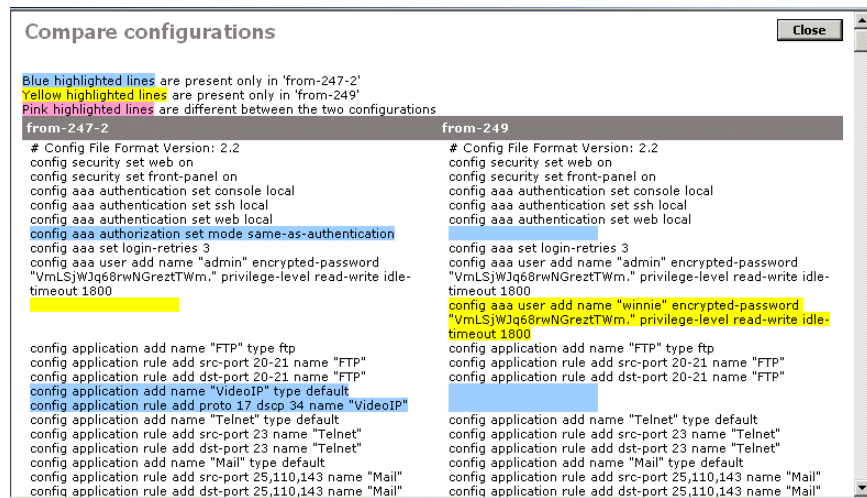 Compare configurations
Close
Blue highlighted lines are present only in 'from-247-2'
Yellow highlighted lines are present only in 'from-249'
Pink highlighted lines are different between the two configurations
from-247-2
# Config File Format Version: 2.2
config security set web on
config security set front-panel on
config aaa authentication set console local
config aaa authentication set ssh local
config aaa authentication set web local
config aaa authorization set mode same-as-authentication
config aaa set login-retries 3
config aaa user add name "admin" encrypted-password
"VmLSjWJq68rwNGreztTWm." privilege-level read-write idle-
timeout 1800
config application add name "FTP" type ftp
config application rule add src-port 20-21 name "FTP"
config application rule add dst-port 20-21 name "FTP"
config application add name "VideoIP" type default
config application rule add proto 17 dscp 34 name "VideoIP"
config application add name "Telnet" type default
config application rule add src-port 23 name "Telnet"
config application rule add dst-port 23 name "Telnet"
config application add name "Mail" type default
config application rule add src-port 25,110,143 name "Mail"
config application rule add dst-port 25,110,143 name "Mail"
from-249
# Config File Format Version: 2.2
config security set web on
config security set front-panel on
config aaa authentication set console local
config aaa authentication set ssh local
config aaa authentication set web local
config aaa set login-retries 3
config aaa user add name "admin" encrypted-password
"VmLSjWJq68rwNGreztTWm." privilege-level read-write idle-
timeout 1800
config aaa user add name "winnie" encrypted-password
"VmLSjWJq68rwNGreztTWm." privilege-level read-write idle-
timeout 1800
config application add name "FTP" type ftp
config application rule add src-port 20-21 name "FTP"
config application rule add dst-port 20-21 name "FTP"
config application add name "Telnet" type default
config application rule add src-port 23 name "Telnet"
config application rule add dst-port 23 name "Telnet"
config application add name "Mail" type default
config application rule add src-port 25,110,143 name "Mail"
config application rule add dst-port 25,110,143 name "Mail"